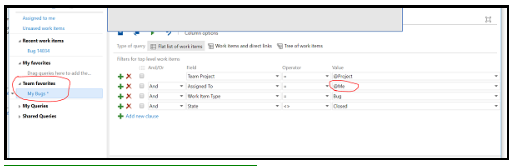 Assigned to me
Unsaved work items
Recent work items
Bug 14034
My favorites
Drag queries here to add the...
Team favorites
My Bugs *
My Queries
Shared Queries
Column options
Type of query Flat list of work items Work items and direct links Tree of work items
Filters for top level work items
And/Or Field Operator Value
Team Project = @Project
And Assigned To = @Me
And Work Item Type = Bug
And State <> Closed
Add new clause